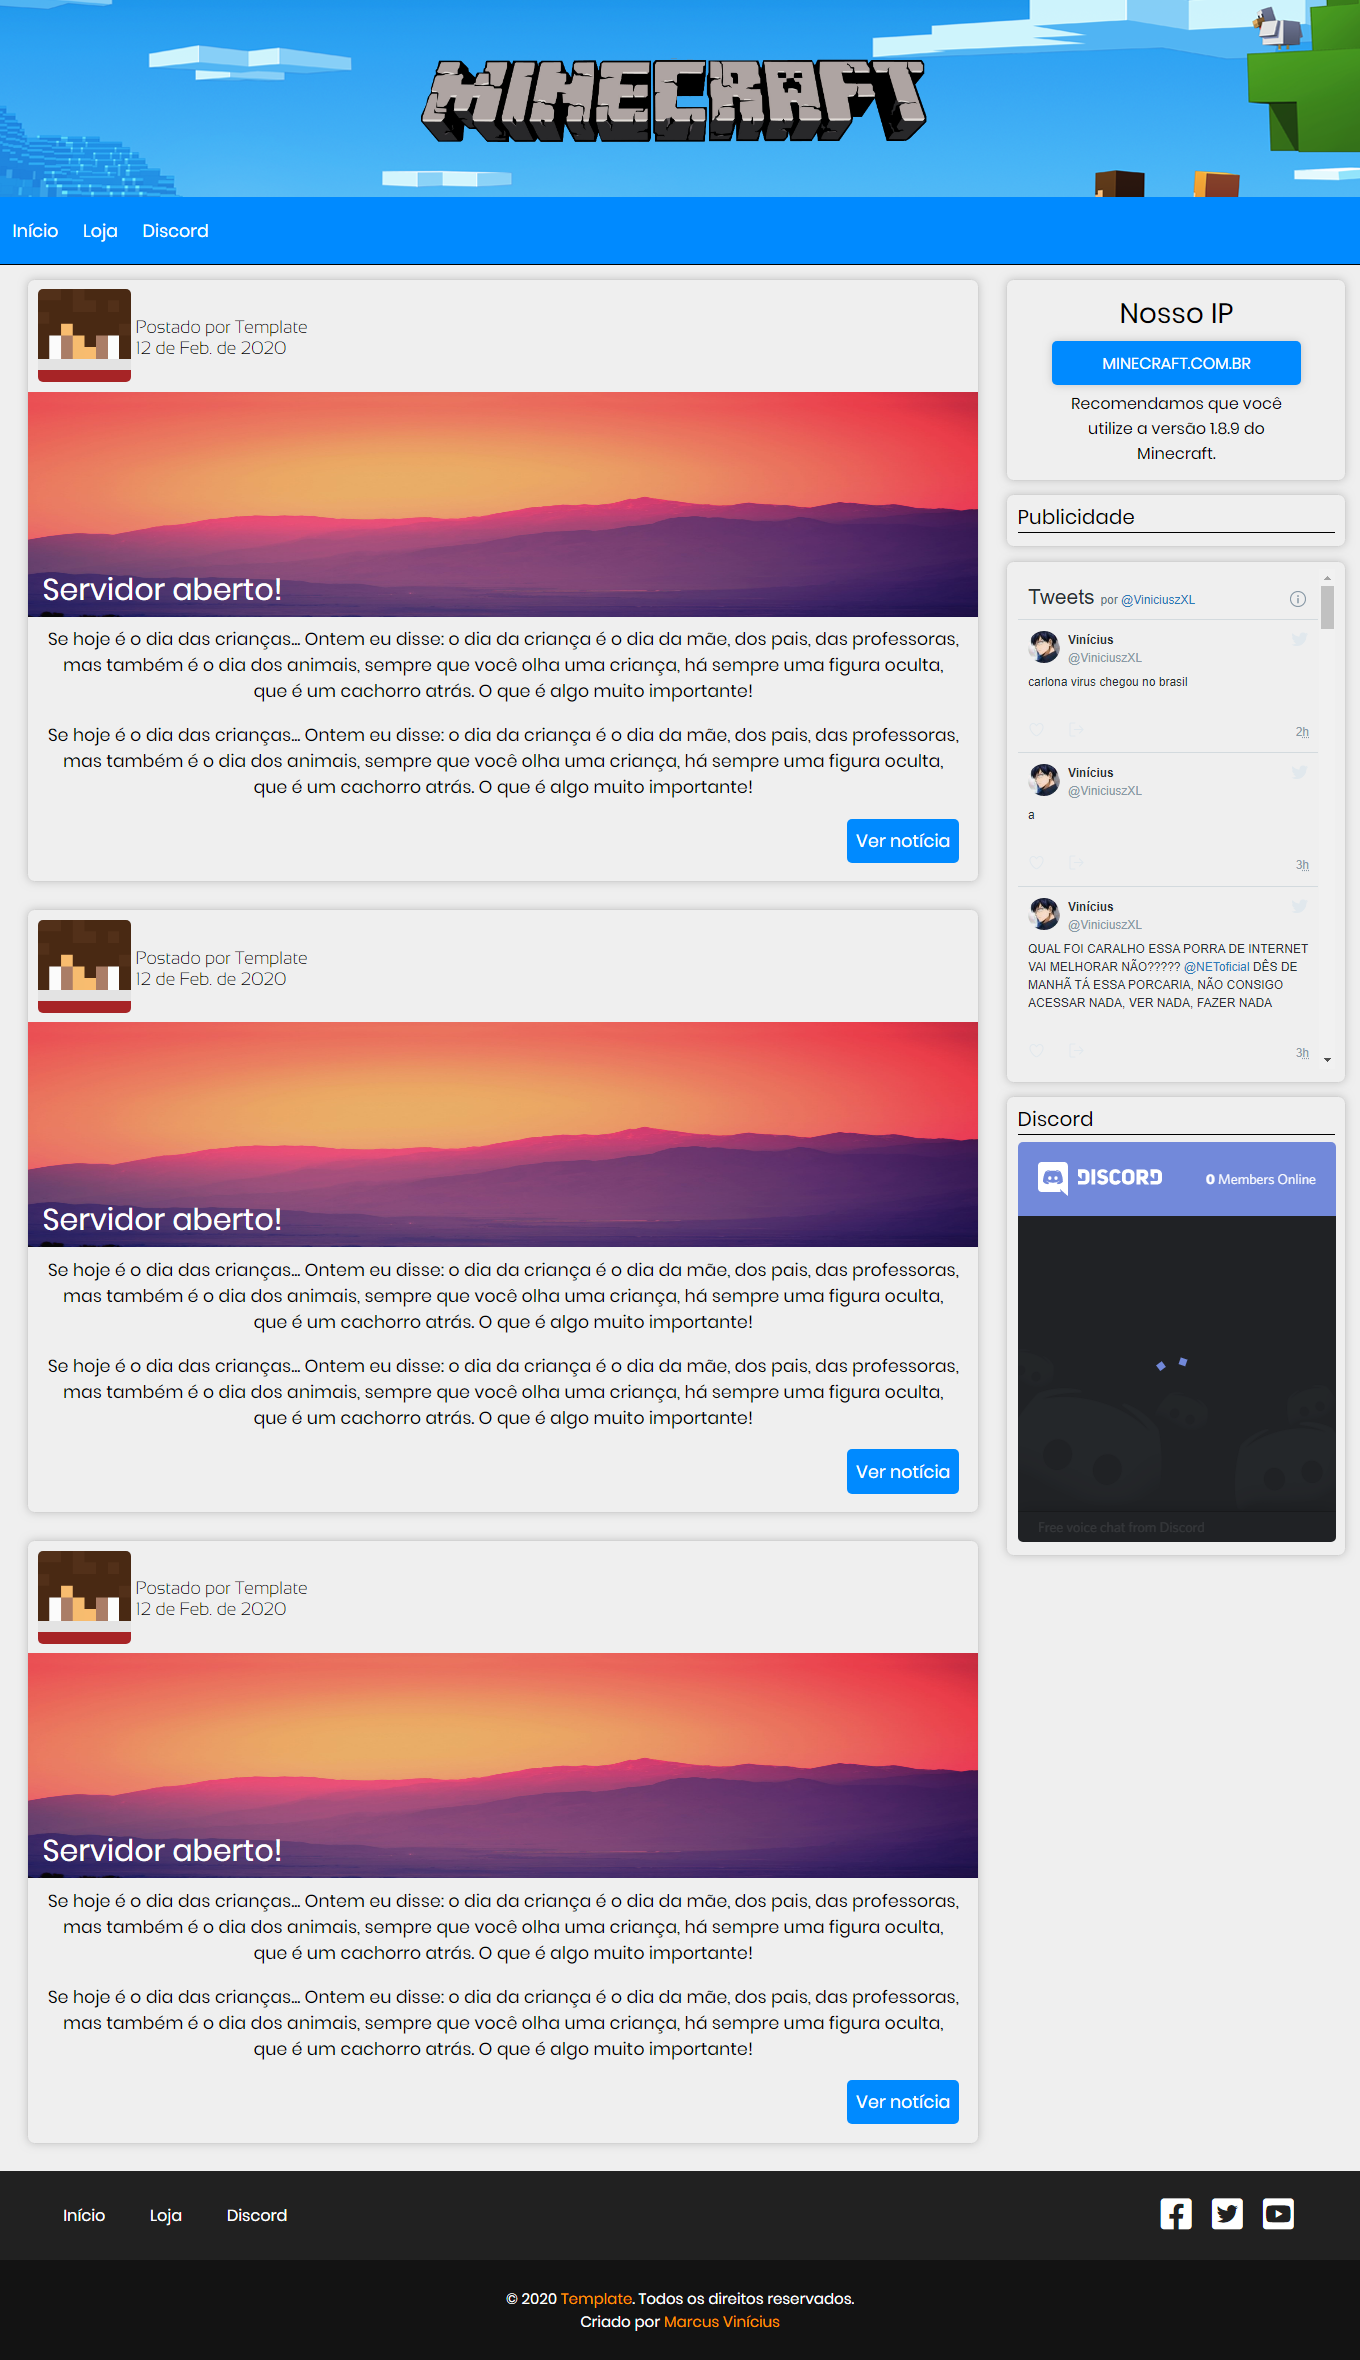 MINECRAFT
Início Loja Discord
Postado por Template
12 de Feb. de 2020
Servidor aberto!
Se hoje é o dia das crianças... Ontem eu disse: o dia da criança é o dia da mãe, dos pais, das professoras,
mas também é o dia dos animais, sempre que você olha uma criança, há sempre uma figura oculta,
que é um cachorro atrás. O que é algo muito importante!
Se hoje é o dia das crianças... Ontem eu disse: o dia da criança é o dia da mãe, dos pais, das professoras,
mas também é o dia dos animais, sempre que você olha uma criança, há sempre uma figura oculta,
que é um cachorro atrás. O que é algo muito importante!
Ver notícia
Postado por Template
12 de Feb. de 2020
Servidor aberto!
Se hoje é o dia das crianças... Ontem eu disse: o dia da criança é o dia da mãe, dos pais, das professoras,
mas também é o dia dos animais, sempre que você olha uma criança, há sempre uma figura oculta,
que é um cachorro atrás. O que é algo muito importante!
Se hoje é o dia das crianças... Ontem eu disse: o dia da criança é o dia da mãe, dos pais, das professoras,
mas também é o dia dos animais, sempre que você olha uma criança, há sempre uma figura oculta,
que é um cachorro atrás. O que é algo muito importante!
Ver notícia
Postado por Template
12 de Feb. de 2020
Servidor aberto!
Se hoje é o dia das crianças... Ontem eu disse: o dia da criança é o dia da mãe, dos pais, das professoras,
mas também é o dia dos animais, sempre que você olha uma criança, há sempre uma figura oculta,
que é um cachorro atrás. O que é algo muito importante!
Se hoje é o dia das crianças... Ontem eu disse: o dia da criança é o dia da mãe, dos pais, das professoras,
mas também é o dia dos animais, sempre que você olha uma criança, há sempre uma figura oculta,
que é um cachorro atrás. O que é algo muito importante!
Ver notícia
Nosso IP
MINECRAFT.COM.BR
Recomendamos que você
utilize a versão 1.8.9 do
Minecraft.
Publicidade
Tweets por @ViniciuszXL
Vinícius
@ViniciuszXL
carlona virus chegou no brasil
2h
Vinícius
@ViniciuszXL
a
3h
Vinícius
@ViniciuszXL
QUAL FOI CARALHO ESSA PORRA DE INTERNET
VAI MELHORAR NÃO????? @NEToficial DÊS DE
MANHÃ TÁ ESSA PORCARIA, NÃO CONSIGO
ACESSAR NADA, VER NADA, FAZER NADA
3h
Discord
DISCORD 0 Members Online
Free voice chat from Discord
Início Loja Discord
© 2020 Template. Todos os direitos reservados.
Criado por Marcus Vinícius